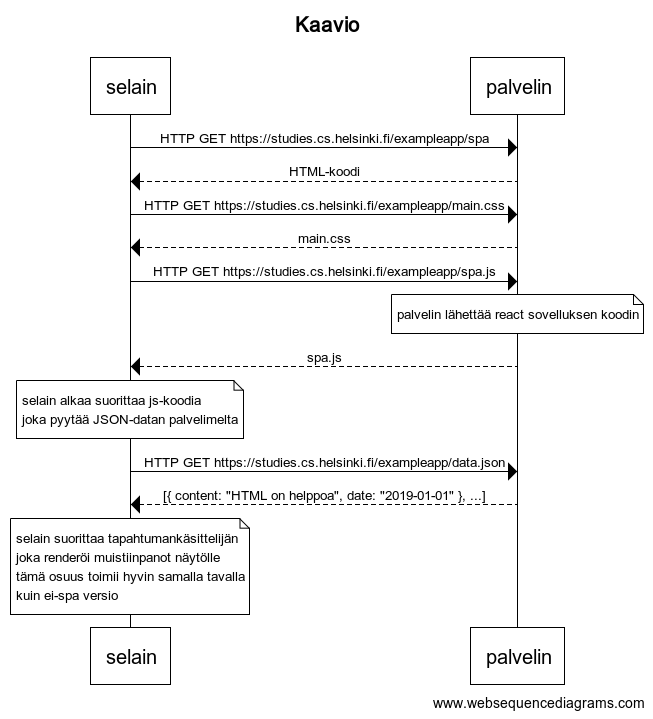 Kaavio
selain
palvelin
HTTP GET https://studies.cs.helsinki.fi/exampleapp/spa
HTML-koodi
HTTP GET https://studies.cs.helsinki.fi/exampleapp/main.css
main.css
HTTP GET https://studies.cs.helsinki.fi/exampleapp/spa.js
palvelin lähettää react sovelluksen koodin
spa.js
selain alkaa suorittaa js-koodia
joka pyytää JSON-datan palvelimelta
HTTP GET https://studies.cs.helsinki.fi/exampleapp/data.json
[{ content: "HTML on helppoa", date: "2019-01-01" }, ...]
selain suorittaa tapahtumankäsittelijän
joka renderöi muistiinpanot näytölle
tämä osuus toimii hyvin samalla tavalla
kuin ei-spa versio
selain
palvelin
www.websequencediagrams.com